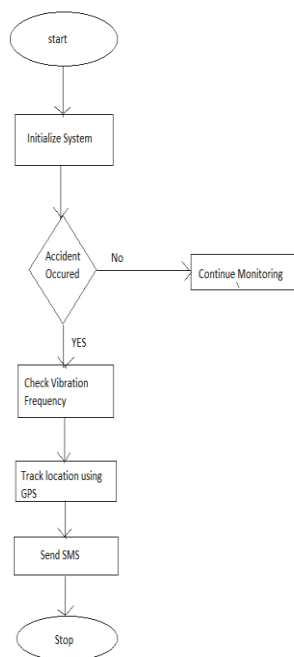 start
Initialize System
Accident
Occured
No
Continue Monitoring
YES
Check Vibration
Frequency
Track location using
GPS
Send SMS
Stop